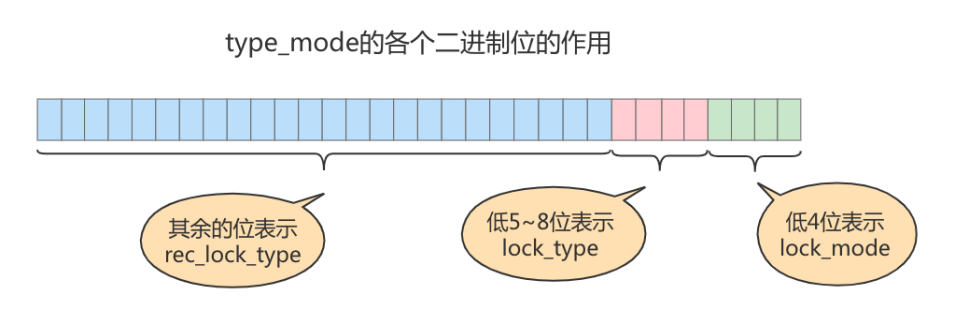 type_mode的各个二进制位的作用
其余的位表示
rec_lock_type
低5~8位表示
lock_type
低4位表示
lock_mode